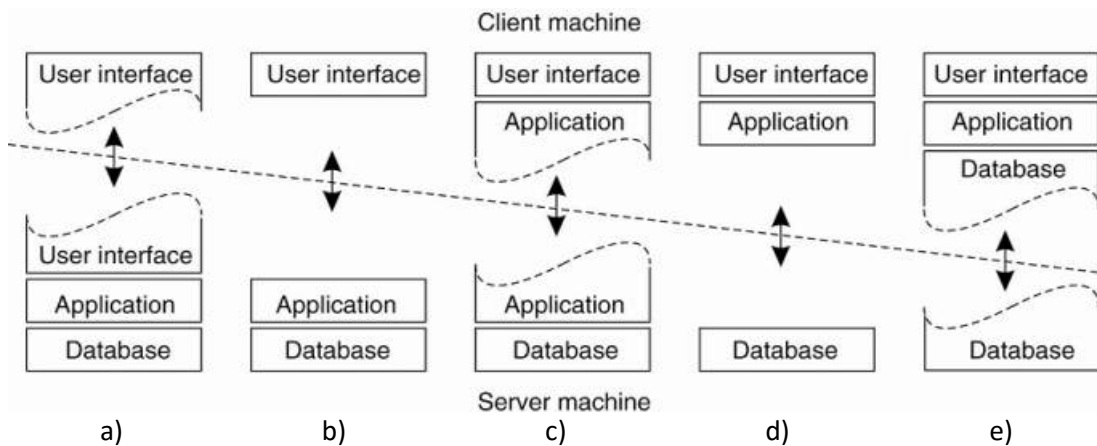 Client machine
User interface User interface User interface User interface User interface
Application Application Application
Database
User interface
Application Application Application
Database Database Database Database Database
Server machine
a) b) c) d) e)